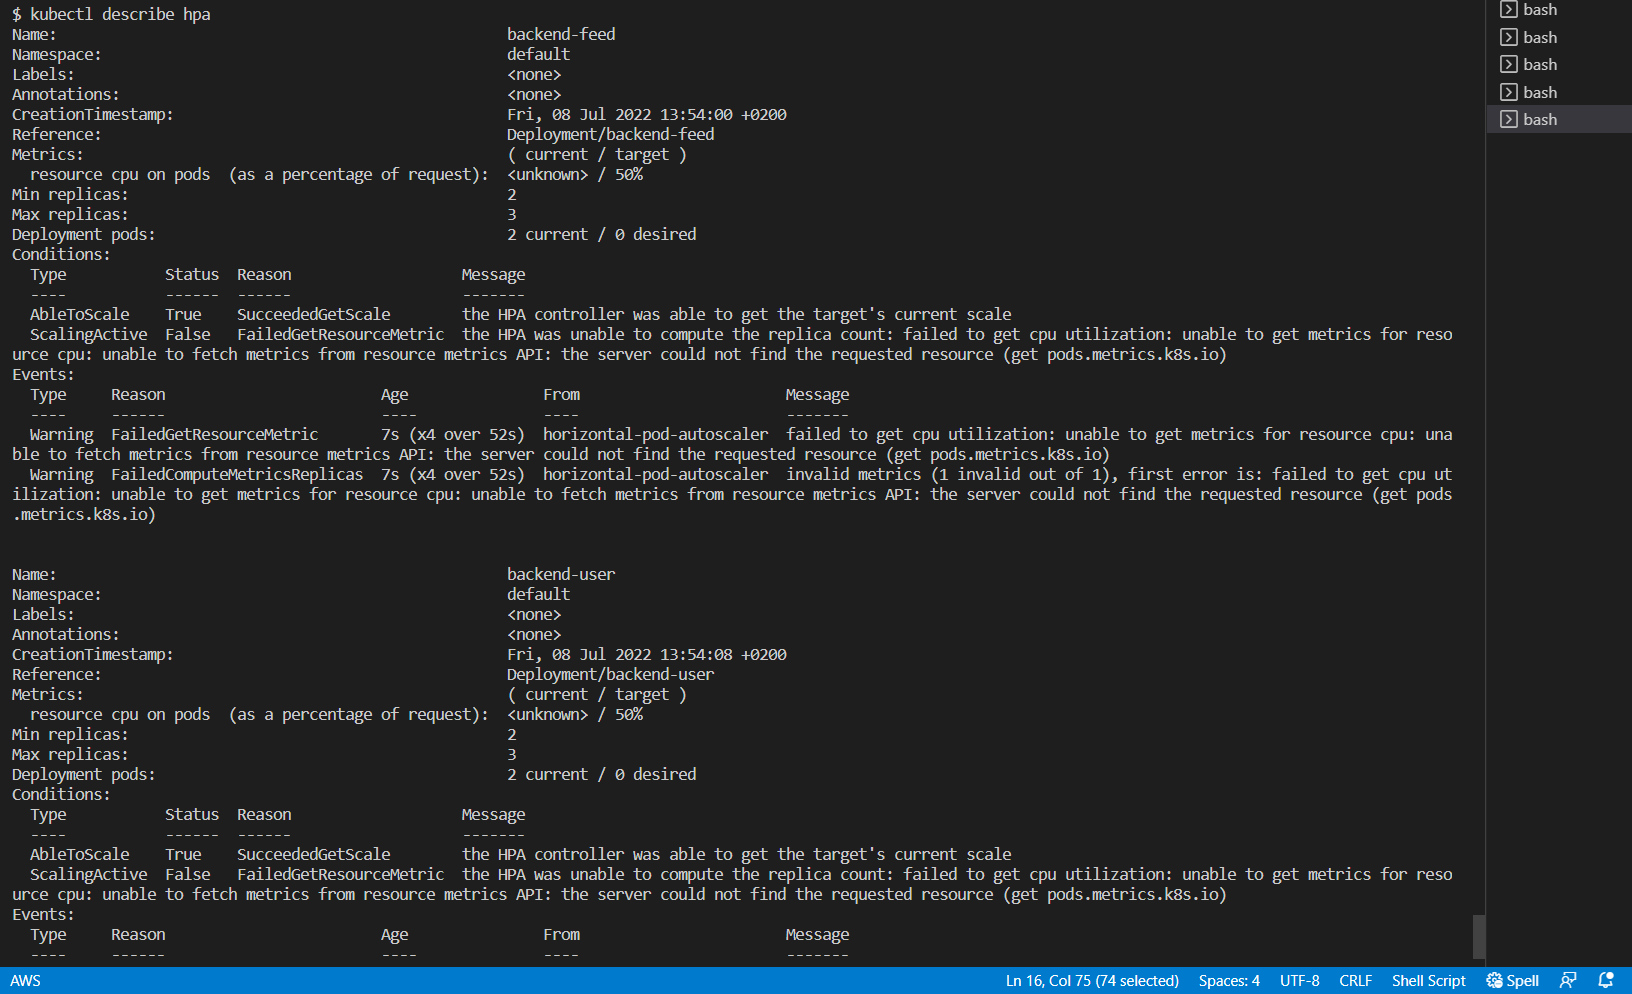 $ kubectl describe hpa
Name:                                                  backend-feed
Namespace:                                             default
Labels:                                                <none>
Annotations:                                           <none>
CreationTimestamp:                                     Fri, 08 Jul 2022 13:54:00 +0200
Reference:                                             Deployment/backend-feed
Metrics:                                               ( current / target )
  resource cpu on pods  (as a percentage of request):  <unknown> / 50%
Min replicas:                                          2
Max replicas:                                          3
Deployment pods:                                       2 current / 0 desired
Conditions:
  Type           Status  Reason                   Message
  ----           ------  ------                   -------
  AbleToScale    True    SucceededGetScale        the HPA controller was able to get the target's current scale
  ScalingActive  False   FailedGetResourceMetric  the HPA was unable to compute the replica count: failed to get cpu utilization: unable to get metrics for reso
urce cpu: unable to fetch metrics from resource metrics API: the server could not find the requested resource (get pods.metrics.k8s.io)
Events:
  Type     Reason                        Age               From                       Message
  ----     ------                        ----              ----                       -------
  Warning  FailedGetResourceMetric       7s (x4 over 52s)  horizontal-pod-autoscaler  failed to get cpu utilization: unable to get metrics for resource cpu: una
ble to fetch metrics from resource metrics API: the server could not find the requested resource (get pods.metrics.k8s.io)
  Warning  FailedComputeMetricsReplicas  7s (x4 over 52s)  horizontal-pod-autoscaler  invalid metrics (1 invalid out of 1), first error is: failed to get cpu ut
ilization: unable to get metrics for resource cpu: unable to fetch metrics from resource metrics API: the server could not find the requested resource (get pods
.metrics.k8s.io)
Name:                                                  backend-user
Namespace:                                             default
Labels:                                                <none>
Annotations:                                           <none>
CreationTimestamp:                                     Fri, 08 Jul 2022 13:54:08 +0200
Reference:                                             Deployment/backend-user
Metrics:                                               ( current / target )
  resource cpu on pods  (as a percentage of request):  <unknown> / 50%
Min replicas:                                          2
Max replicas:                                          3
Deployment pods:                                       2 current / 0 desired
Conditions:
  Type           Status  Reason                   Message
  ----           ------  ------                   -------
  AbleToScale    True    SucceededGetScale        the HPA controller was able to get the target's current scale
  ScalingActive  False   FailedGetResourceMetric  the HPA was unable to compute the replica count: failed to get cpu utilization: unable to get metrics for reso
urce cpu: unable to fetch metrics from resource metrics API: the server could not find the requested resource (get pods.metrics.k8s.io)
Events:
  Type     Reason                        Age               From                       Message
  ----     ------                        ----              ----                       -------
bash
bash
bash
bash
bash
AWS
Ln 16, Col 75 (74 selected)  Spaces: 4  UTF-8  CRLF  Shell Script  Spell